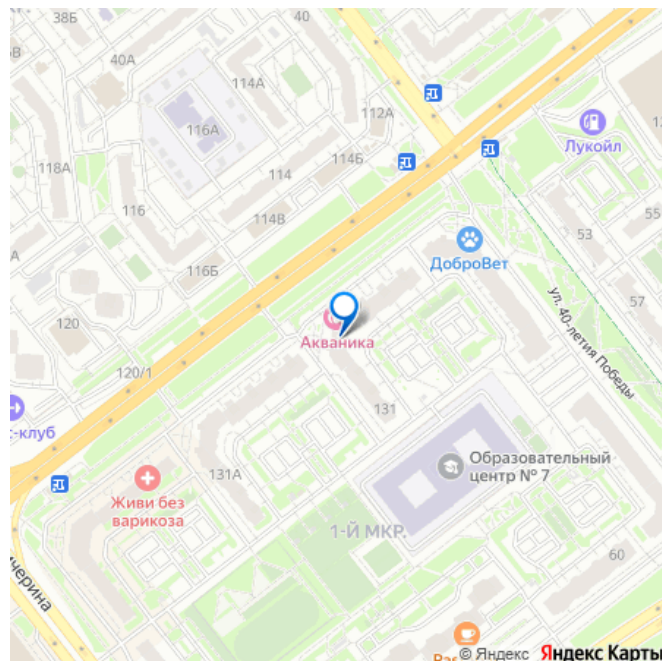 38Б
40
40А
114А
112А
116А
118А
114Б
114
116
114В
116Б
Лукойл
53
ДоброВет
57
ул. 40-летия Победы
120
Акваника
120/1
с-клуб
131
131А
Живи без
варикоза
Образовательный
центр № 7
1-Й МКР.
60
© Яндекс Яндекс Карты